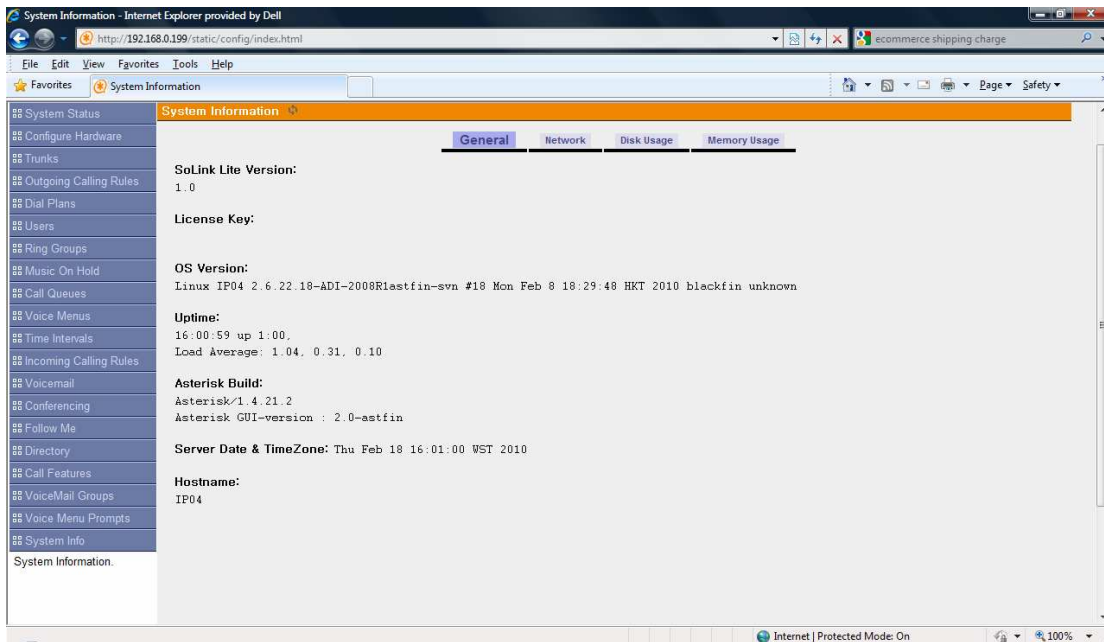 System Information - Internet Explorer provided by Dell
http://192.168.0.199/static/config/index.html
ecommerce shipping charge
File Edit View Favorites Tools Help
Favorites System Information Page Safety
System Status
Configure Hardware
Trunks
Outgoing Calling Rules
Dial Plans
Users
Ring Groups
Music On Hold
Call Queues
Voice Menus
Time Intervals
Incoming Calling Rules
Voicemail
Conferencing
Follow Me
Directory
Call Features
VoiceMail Groups
Voice Menu Prompts
System Info
System Information.
System Information
General Network Disk Usage Memory Usage
SoLink Lite Version:
1.0
License Key:
OS Version:
Linux IP04 2.6.22.18-ADI-2008R1astfin-svn #18 Mon Feb 8 18:29:48 HKT 2010 blackfin unknown
Uptime:
16:00:59 up 1:00,
Load Average: 1.04, 0.31, 0.10
Asterisk Build:
Asterisk/1.4.21.2
Asterisk GUI-version : 2.0-astfin
Server Date & TimeZone: Thu Feb 18 16:01:00 WST 2010
Hostname:
IP04
Internet | Protected Mode: On 100%